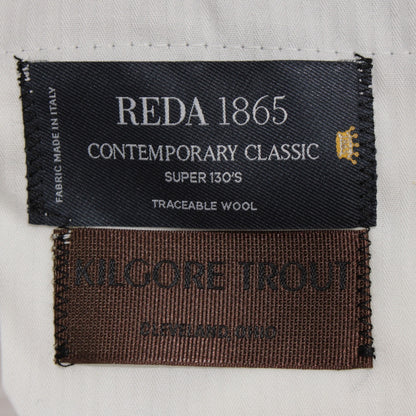 FABRIC MADE IN ITALY
REDA 1865
CONTEMPORARY CLASSIC
SUPER 130'S
TRACEABLE WOOL
KILGORE TROUT
CLEVELAND, OHIO